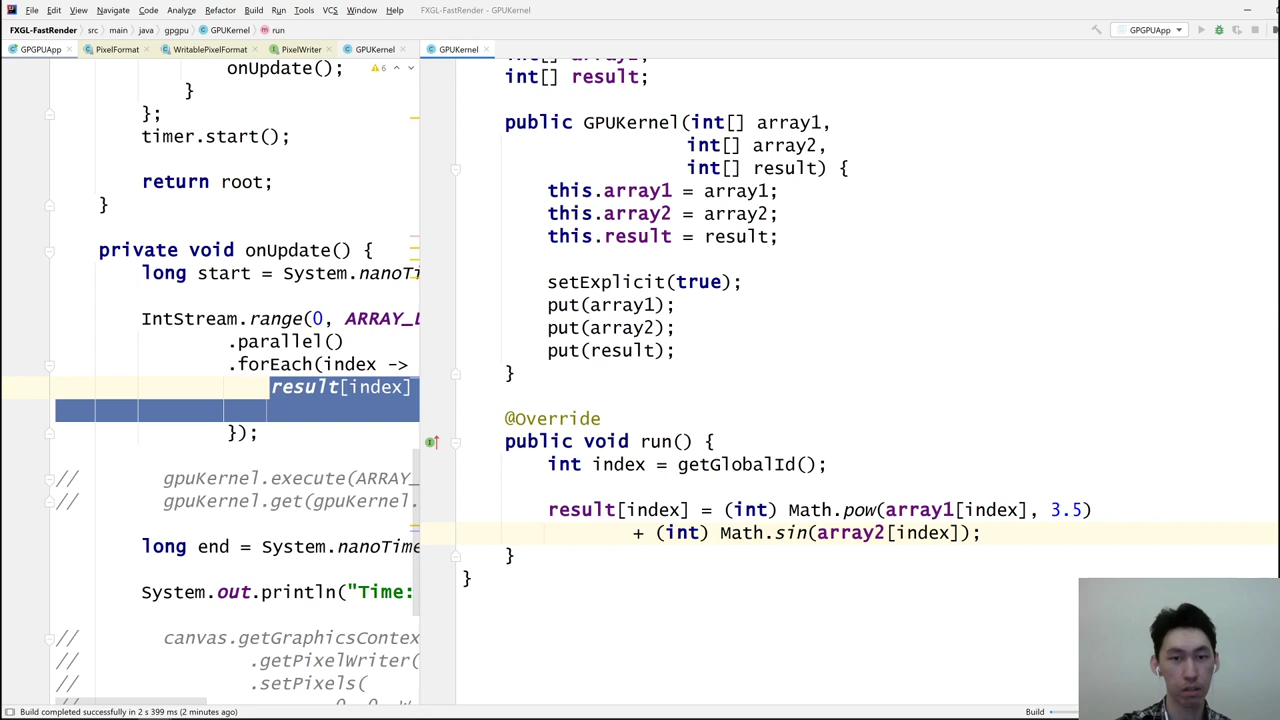 File Edit View Navigate Code Analyze Refactor Build Run Tools VCS Window Help FXGL-FastRender - GPUKernel
FXGL-FastRender src main java gpgpu GPUKernel run GPGPUApp
GPGPUApp PixelFormat WritablePixelFormat PixelWriter GPUKernel
onUpdate(); 6
}
};
timer.start();
return root;
}
private void onUpdate() {
long start = System.nanoTi
IntStream.range(0, ARRAY_L
.parallel()
.forEach(index ->
result[index]
});
// gpuKernel.execute(ARRAY_
// gpuKernel.get(gpuKernel.
long end = System.nanoTime
System.out.println("Time:
// canvas.getGraphicsContex
// .getPixelWriter(
// .setPixels(
GPUKernel
int[] result;
public GPUKernel(int[] array1,
int[] array2,
int[] result) {
this.array1 = array1;
this.array2 = array2;
this.result = result;
setExplicit(true);
put(array1);
put(array2);
put(result);
}
@Override
public void run() {
int index = getGlobalId();
result[index] = (int) Math.pow(array1[index], 3.5)
+ (int) Math.sin(array2[index]);
}
}
Build completed successfully in 2 s 399 ms (2 minutes ago) Build